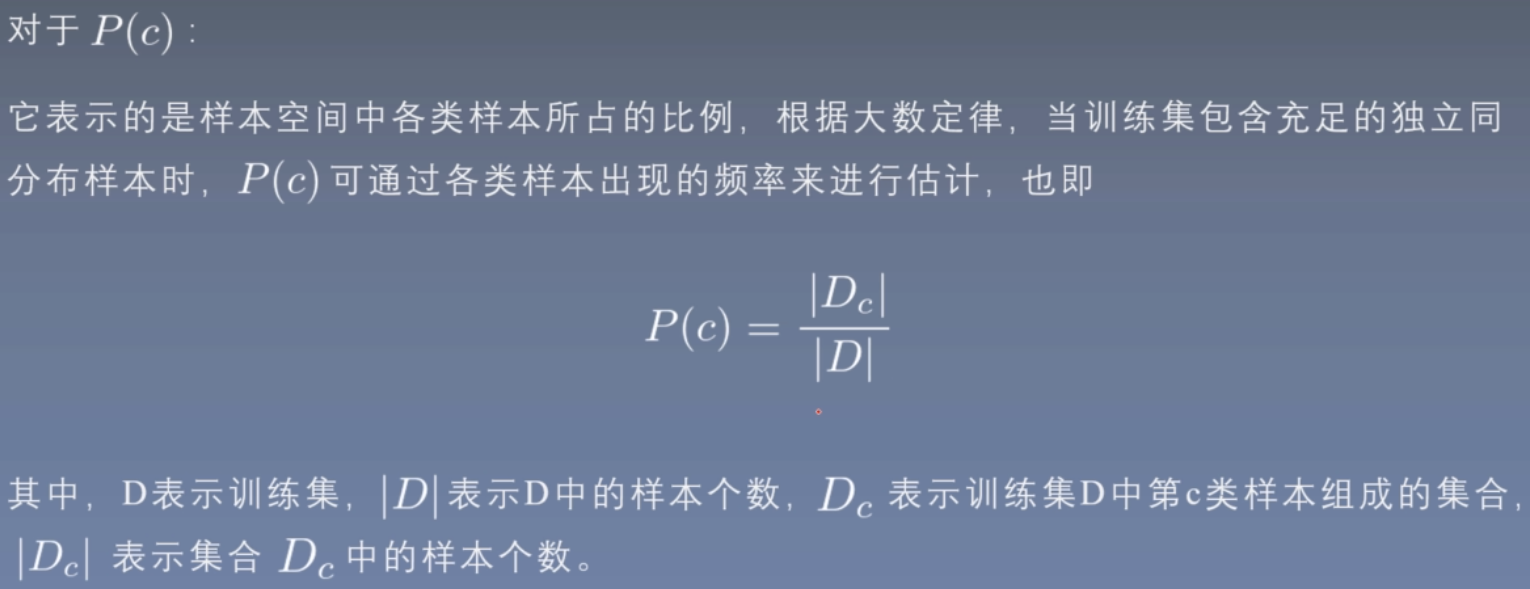 对于 P(c)：
它表示的是样本空间中各类样本所占的比例，根据大数定律，当训练集包含充足的独立同
分布样本时，P(c) 可通过各类样本出现的频率来进行估计，也即
P(c) = |D_c| / |D|
其中，D表示训练集，|D| 表示D中的样本个数，D_c 表示训练集D中第c类样本组成的集合，
|D_c| 表示集合 D_c 中的样本个数。